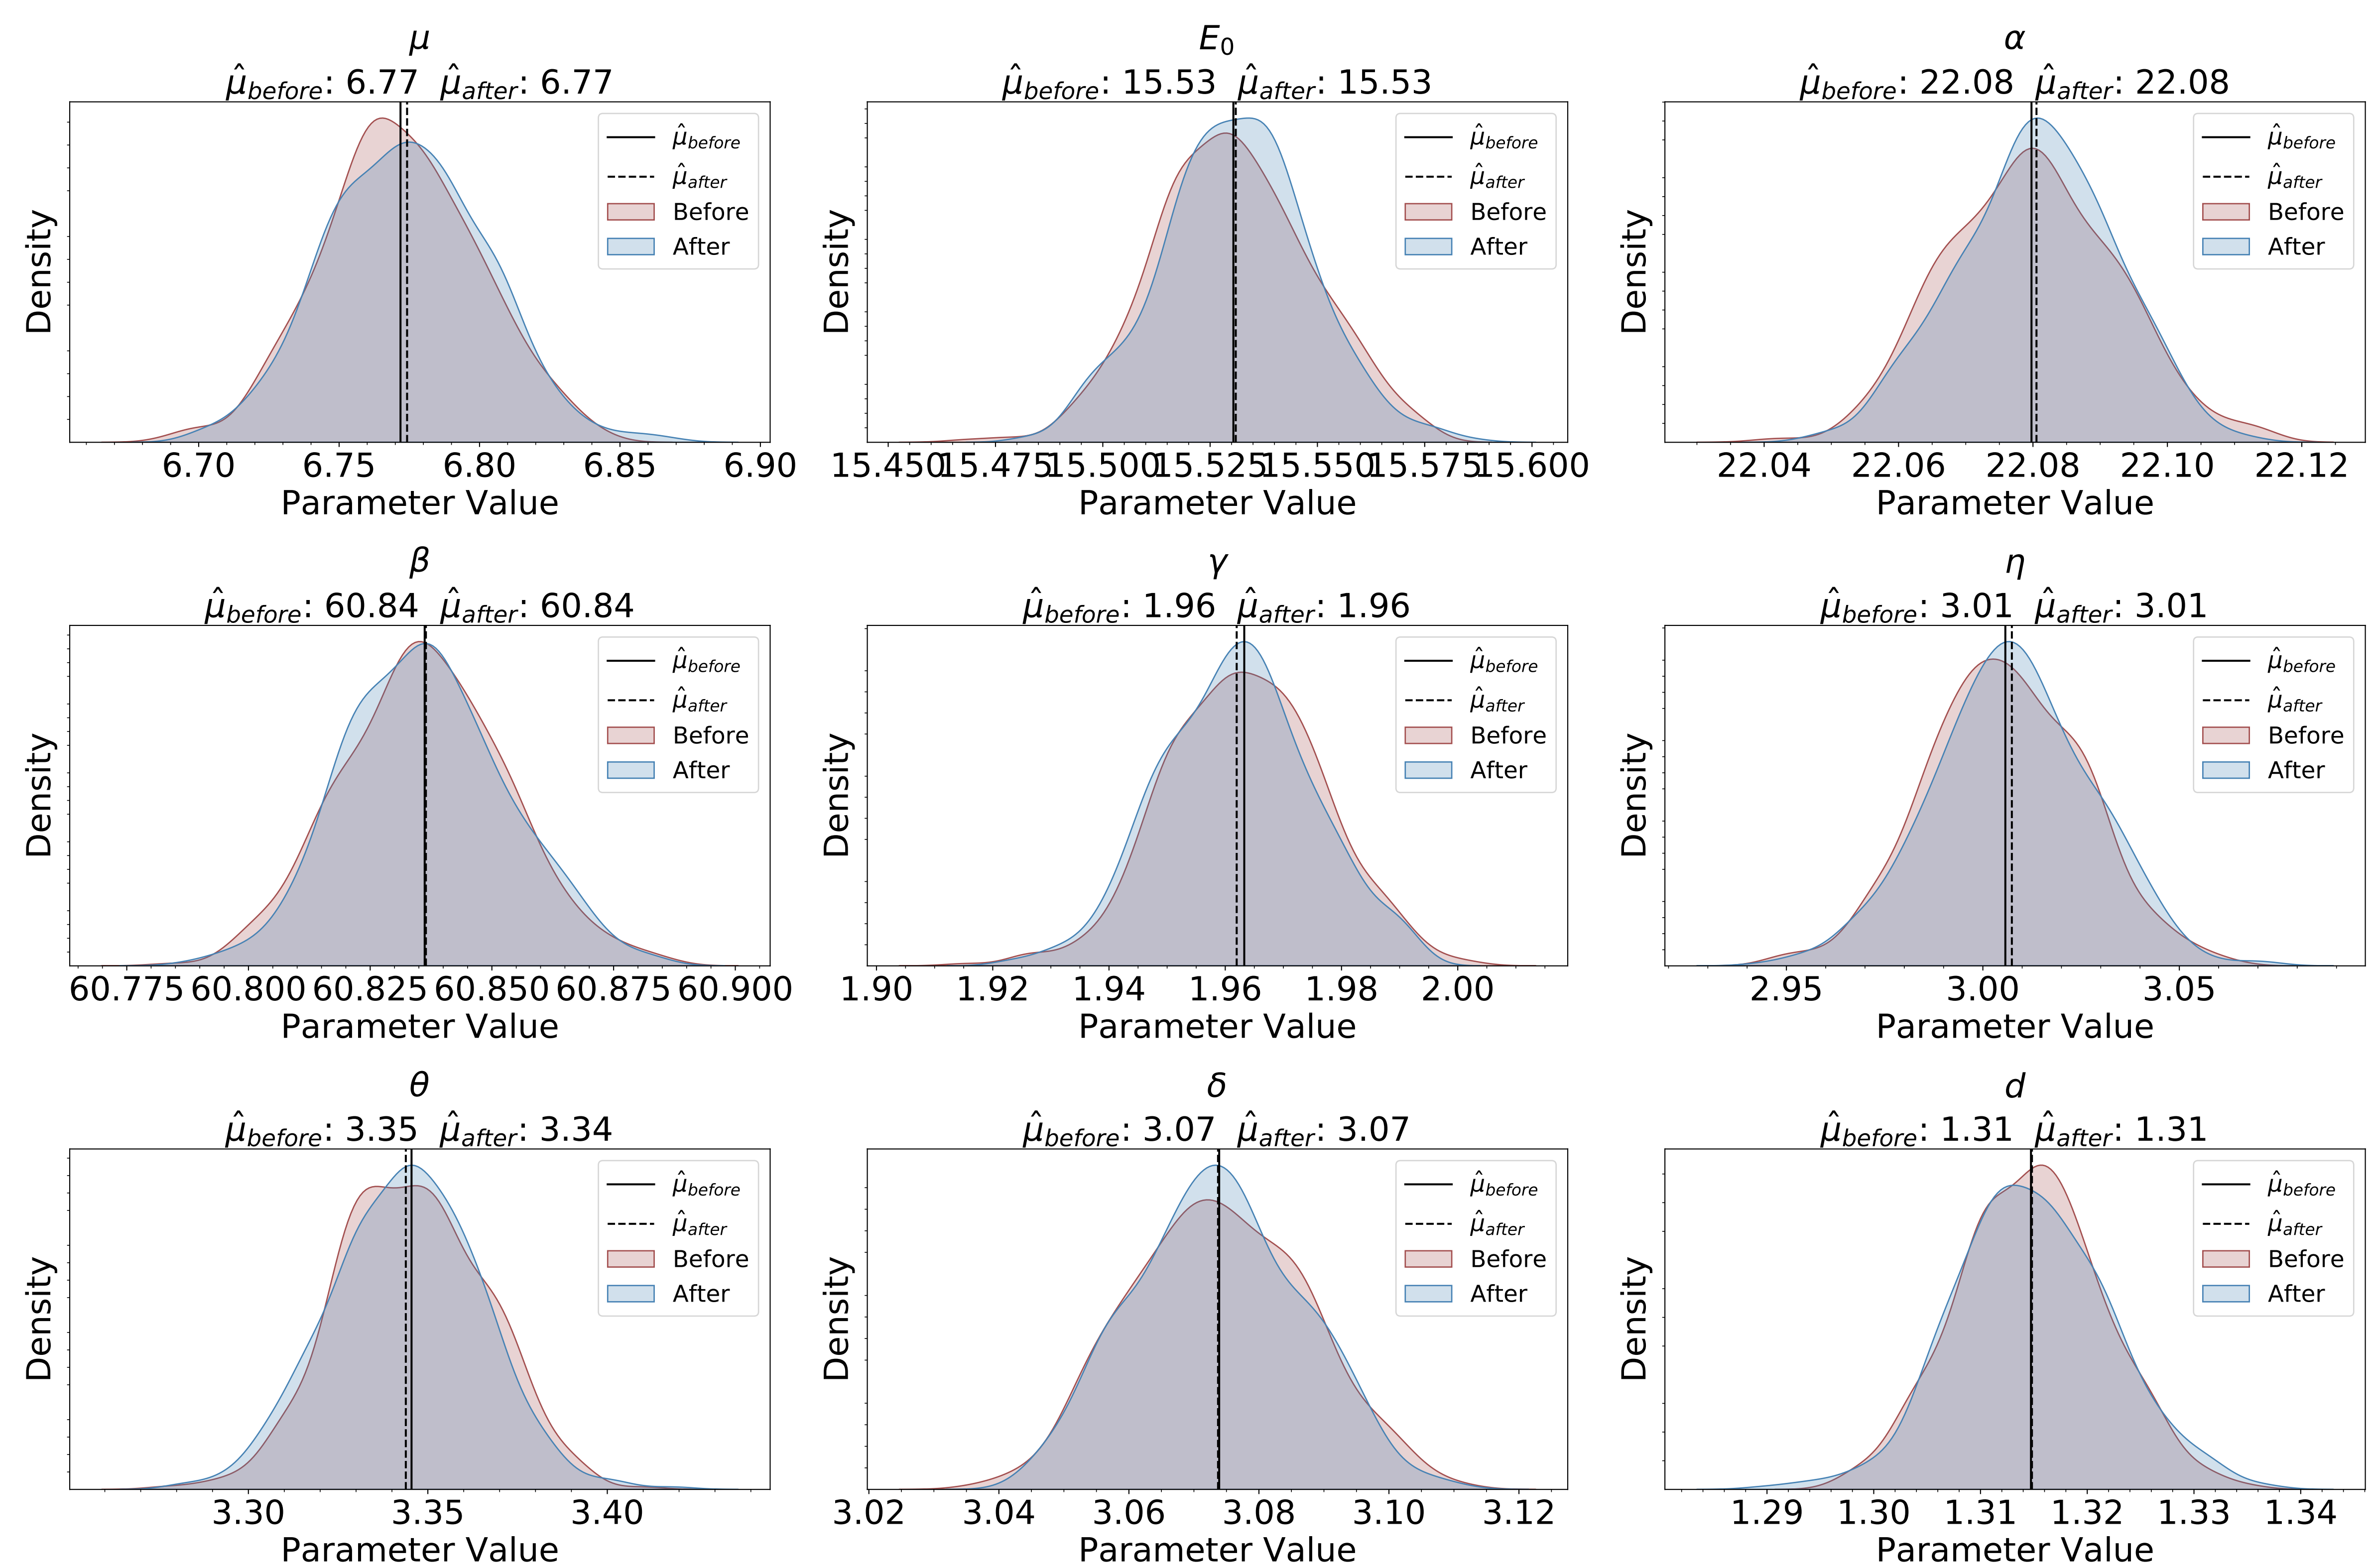 μ
μ̂before: 6.77 μ̂after: 6.77
Density
μ̂before
μ̂after
Before
After
6.70 6.75 6.80 6.85 6.90
Parameter Value
E0
μ̂before: 15.53 μ̂after: 15.53
Density
μ̂before
μ̂after
Before
After
15.450 15.475 15.500 15.525 15.550 15.575 15.600
Parameter Value
α
μ̂before: 22.08 μ̂after: 22.08
Density
μ̂before
μ̂after
Before
After
22.04 22.06 22.08 22.10 22.12
Parameter Value
β
μ̂before: 60.84 μ̂after: 60.84
Density
μ̂before
μ̂after
Before
After
60.775 60.800 60.825 60.850 60.875 60.900
Parameter Value
γ
μ̂before: 1.96 μ̂after: 1.96
Density
μ̂before
μ̂after
Before
After
1.90 1.92 1.94 1.96 1.98 2.00
Parameter Value
η
μ̂before: 3.01 μ̂after: 3.01
Density
μ̂before
μ̂after
Before
After
2.95 3.00 3.05
Parameter Value
θ
μ̂before: 3.35 μ̂after: 3.34
Density
μ̂before
μ̂after
Before
After
3.30 3.35 3.40
Parameter Value
δ
μ̂before: 3.07 μ̂after: 3.07
Density
μ̂before
μ̂after
Before
After
3.02 3.04 3.06 3.08 3.10 3.12
Parameter Value
d
μ̂before: 1.31 μ̂after: 1.31
Density
μ̂before
μ̂after
Before
After
1.29 1.30 1.31 1.32 1.33 1.34
Parameter Value